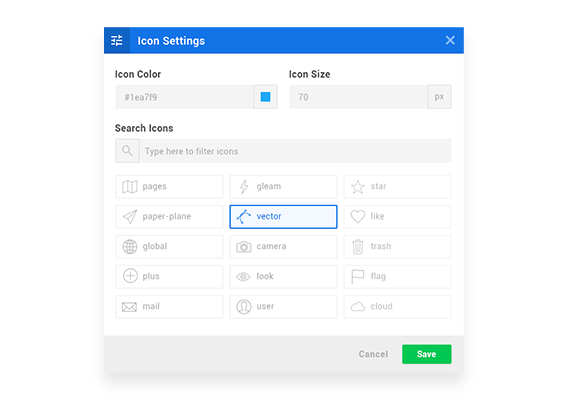 Icon Settings
Icon Color
Icon Size
#1ea7f9
70
px
Search Icons
Type here to filter icons
pages
gleam
star
paper-plane
vector
like
global
camera
trash
plus
look
flag
mail
user
cloud
Cancel
Save